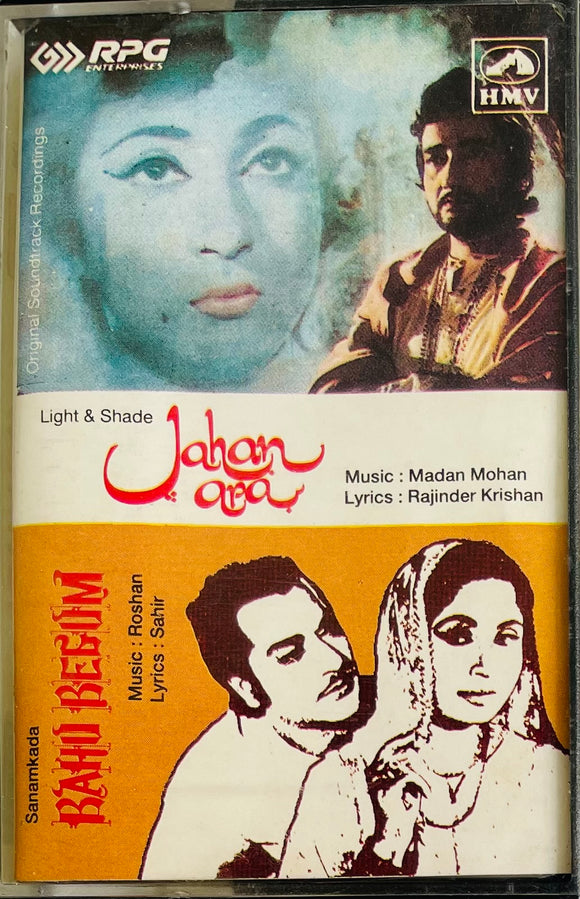 RPG
ENTERPRISES
HMV
Original Soundtrack Recordings
Light & Shade
Jahan
ara
Music : Madan Mohan
Lyrics : Rajinder Krishan
Sanamkada
BAHU BEGUM
Music : Roshan
Lyrics : Sahir